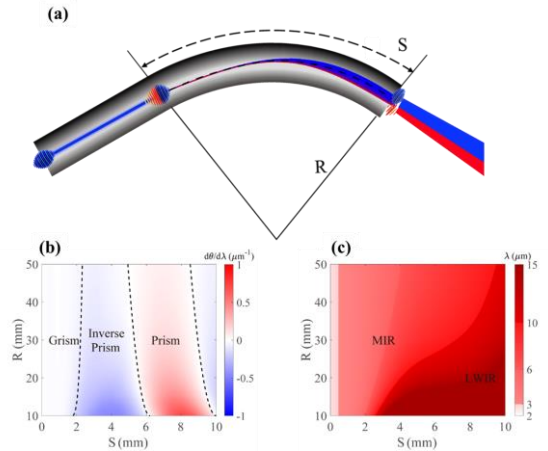 (a)
S
R
(b)
dθ/dλ (μm⁻¹)
50
40
30
20
10
R (mm)
Grism
Inverse
Prism
Prism
0
2
4
6
8
10
S (mm)
1
0.5
0
-0.5
-1
(c)
λ (μm)
50
40
30
20
10
R (mm)
MIR
LWIR
0
2
4
6
8
10
S (mm)
15
10
5
3
2